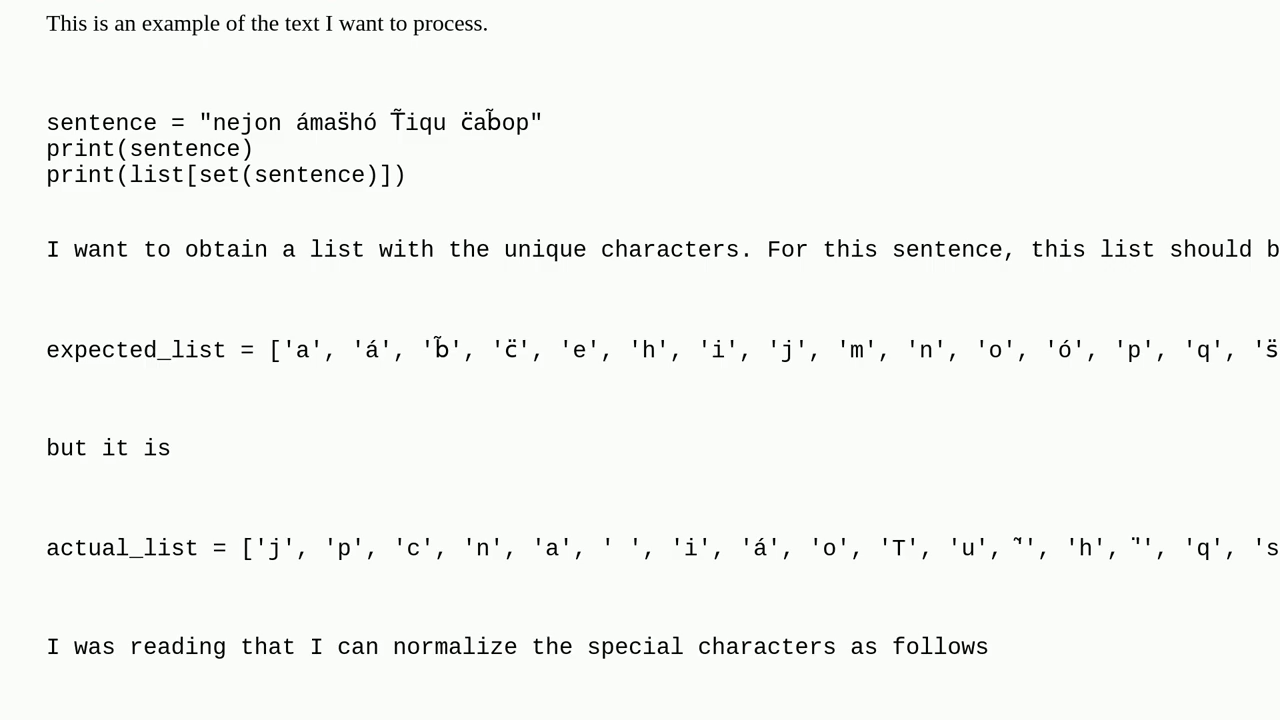 This is an example of the text I want to process.
sentence = "nejon ámas̈hó T̃iqu c̈ab̃op"
print(sentence)
print(list[set(sentence)])
I want to obtain a list with the unique characters. For this sentence, this list should b
expected_list = ['a', 'á', 'b̃', 'c̈', 'e', 'h', 'i', 'j', 'm', 'n', 'o', 'ó', 'p', 'q', 's̈
but it is
actual_list = ['j', 'p', 'c', 'n', 'a', ' ', 'i', 'á', 'o', 'T', 'u', '̃', 'h', '̈', 'q', 's
I was reading that I can normalize the special characters as follows